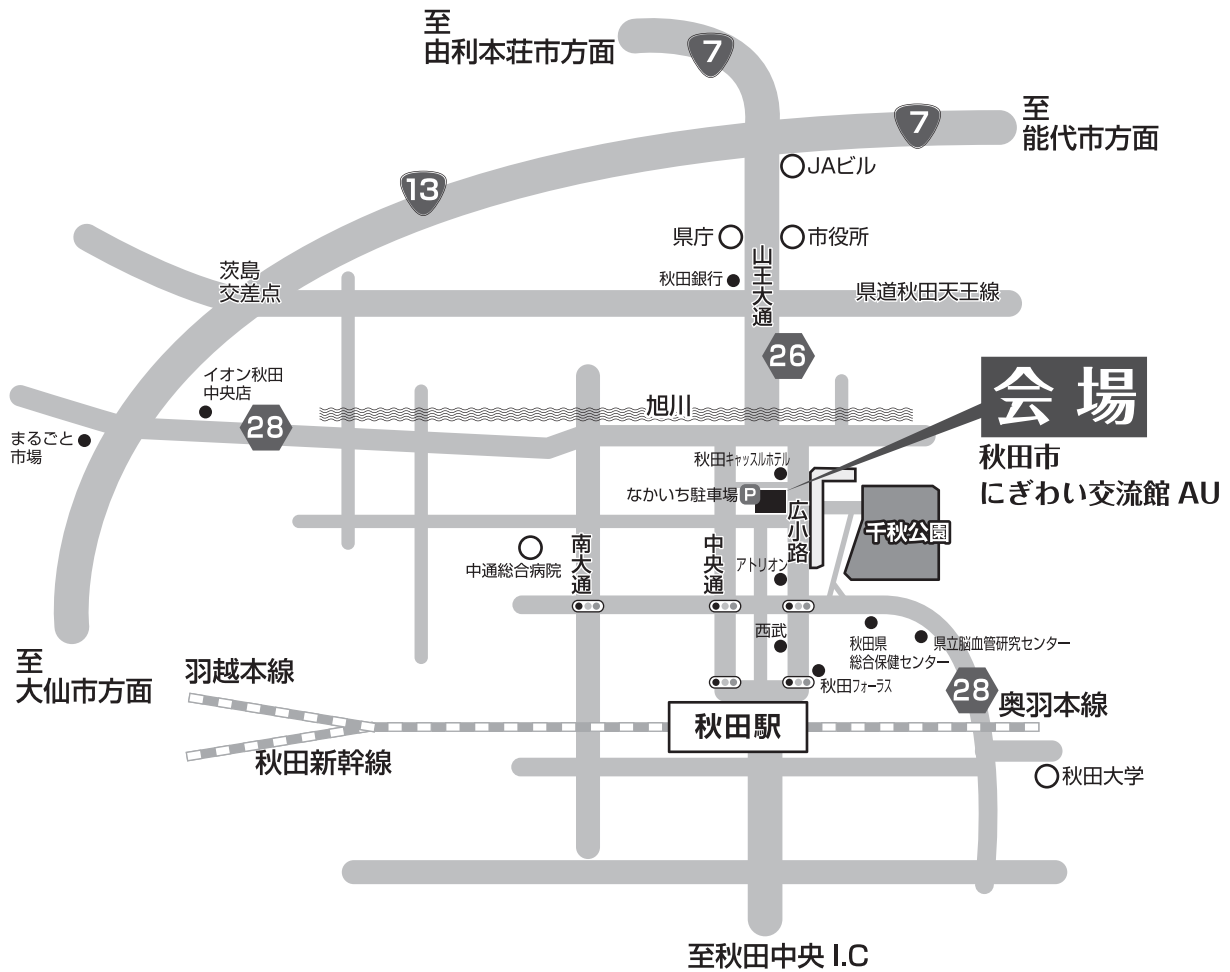 至
由利本荘市方面
7
7
至
能代市方面
13
JAビル
県庁
市役所
秋田銀行
山王大通
茨島
交差点
県道秋田天王線
26
イオン秋田
中央店
28
旭川
まるごと
市場
会場
秋田市
にぎわい交流館 AU
秋田キャッスルホテル
なかいち駐車場
P
広小路
千秋公園
中通総合病院
南大通
中央通
アトリオン
西武
秋田県
総合保健センター
県立脳血管研究センター
秋田フォーラス
28
至
大仙市方面
羽越本線
秋田新幹線
秋田駅
奥羽本線
秋田大学
至秋田中央 I.C